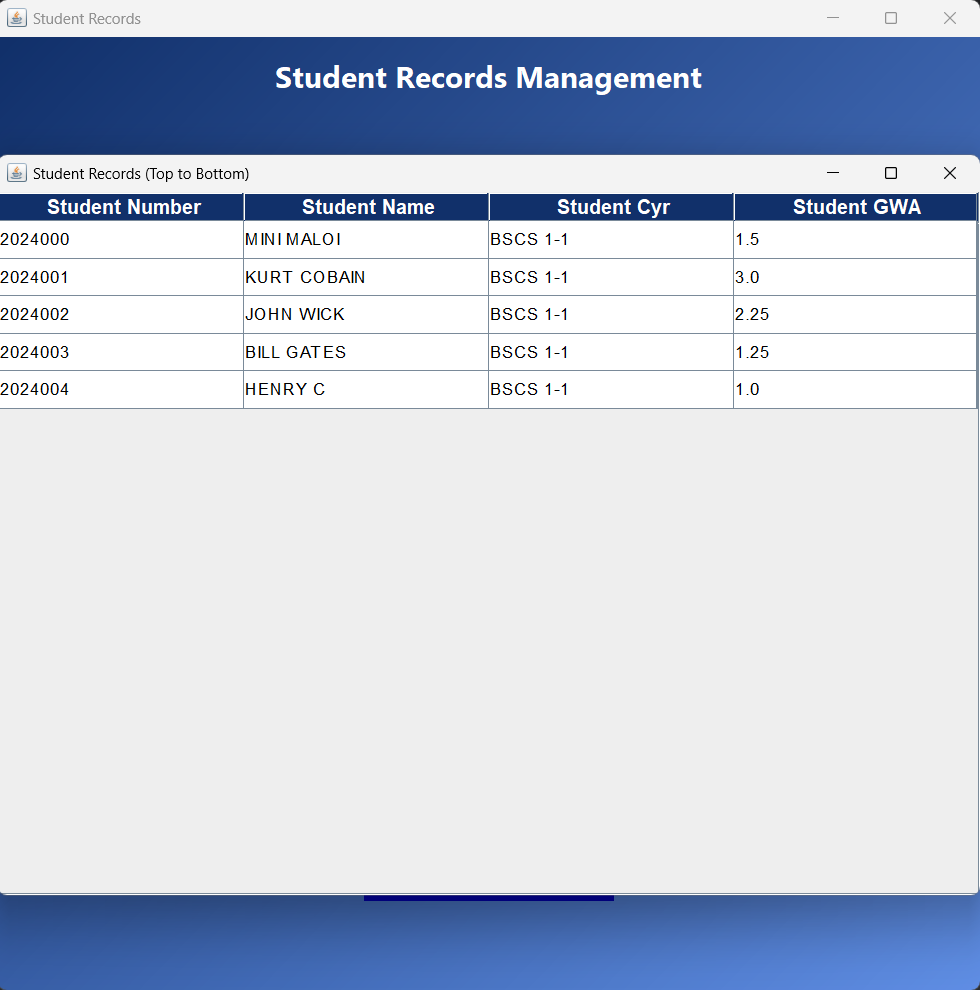 Student Records
Student Records Management
Student Records (Top to Bottom)
Student Number Student Name Student Cyr Student GWA
2024000 MINI MALOI BSCS 1-1 1.5
2024001 KURT COBAIN BSCS 1-1 3.0
2024002 JOHN WICK BSCS 1-1 2.25
2024003 BILL GATES BSCS 1-1 1.25
2024004 HENRY C BSCS 1-1 1.0